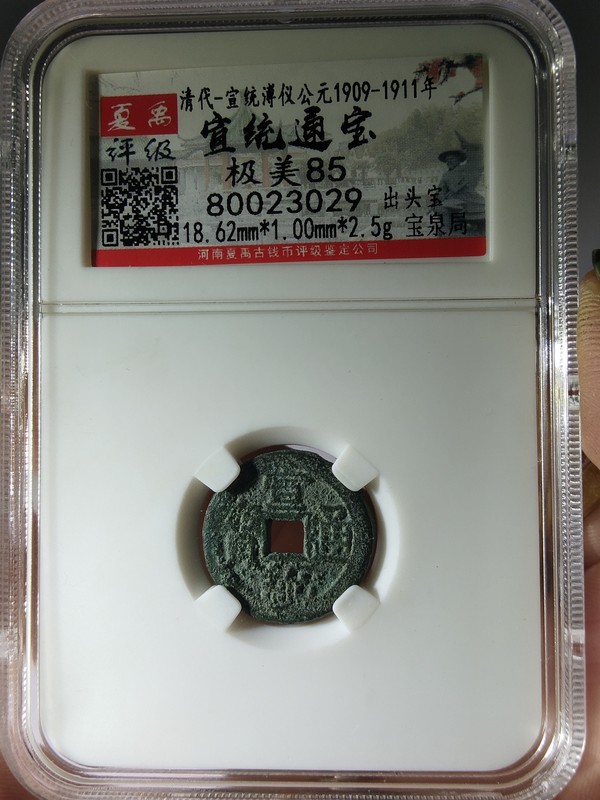 清代-宣统溥仪公元1909-1911年
夏禹
评级
宣统通宝
极美85
80023029 出头宝
18.62mm*1.00mm*2.5g 宝泉局
河南夏禹古钱币评级鉴定公司
宣
通